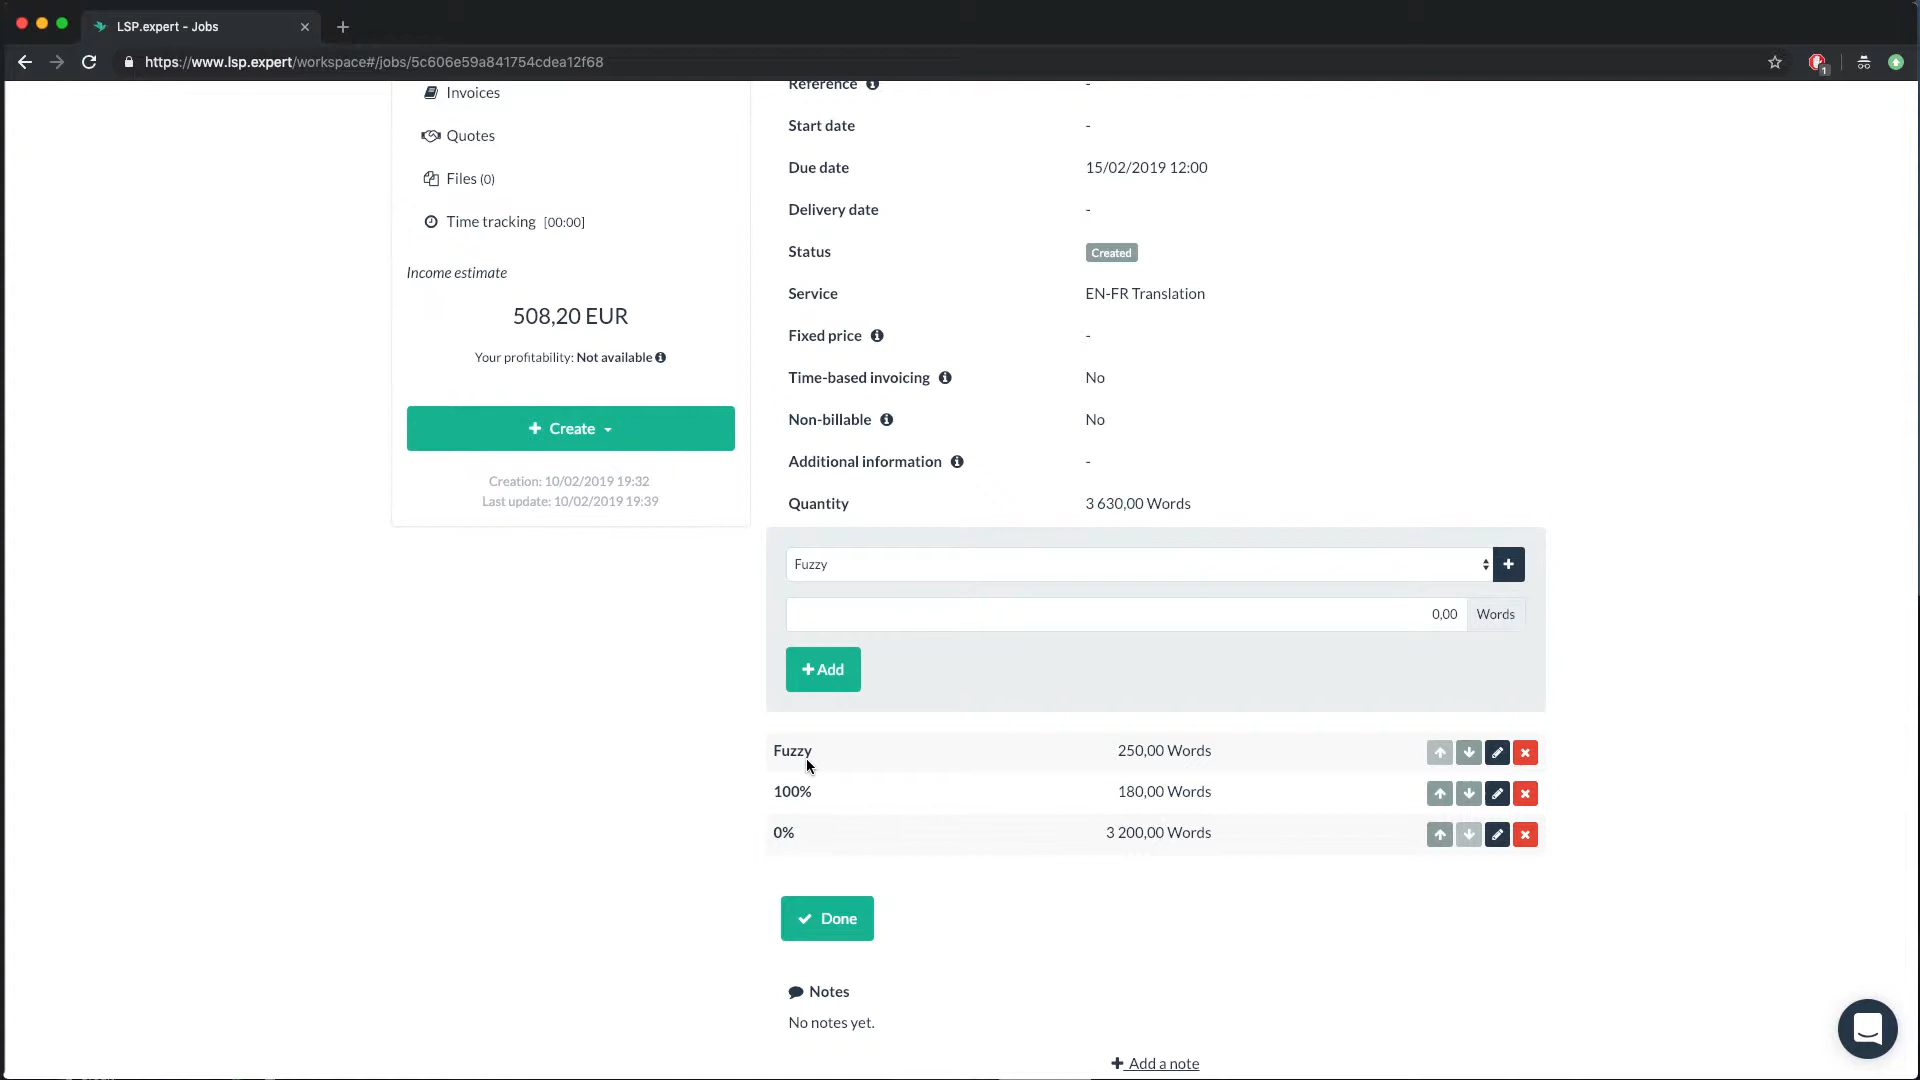 LSP.expert - Jobs
https://www.lsp.expert/workspace#/jobs/5c606e59a841754cdea12f68
1
Invoices
Quotes
Files (0)
Time tracking [00:00]
Income estimate
508,20 EUR
Your profitability: Not available
Create
Creation: 10/02/2019 19:32
Last update: 10/02/2019 19:39
Reference -
Start date -
Due date 15/02/2019 12:00
Delivery date -
Status Created
Service EN-FR Translation
Fixed price -
Time-based invoicing No
Non-billable No
Additional information -
Quantity 3 630,00 Words
Fuzzy
0,00 Words
Add
Fuzzy 250,00 Words
100% 180,00 Words
0% 3 200,00 Words
Done
Notes
No notes yet.
Add a note